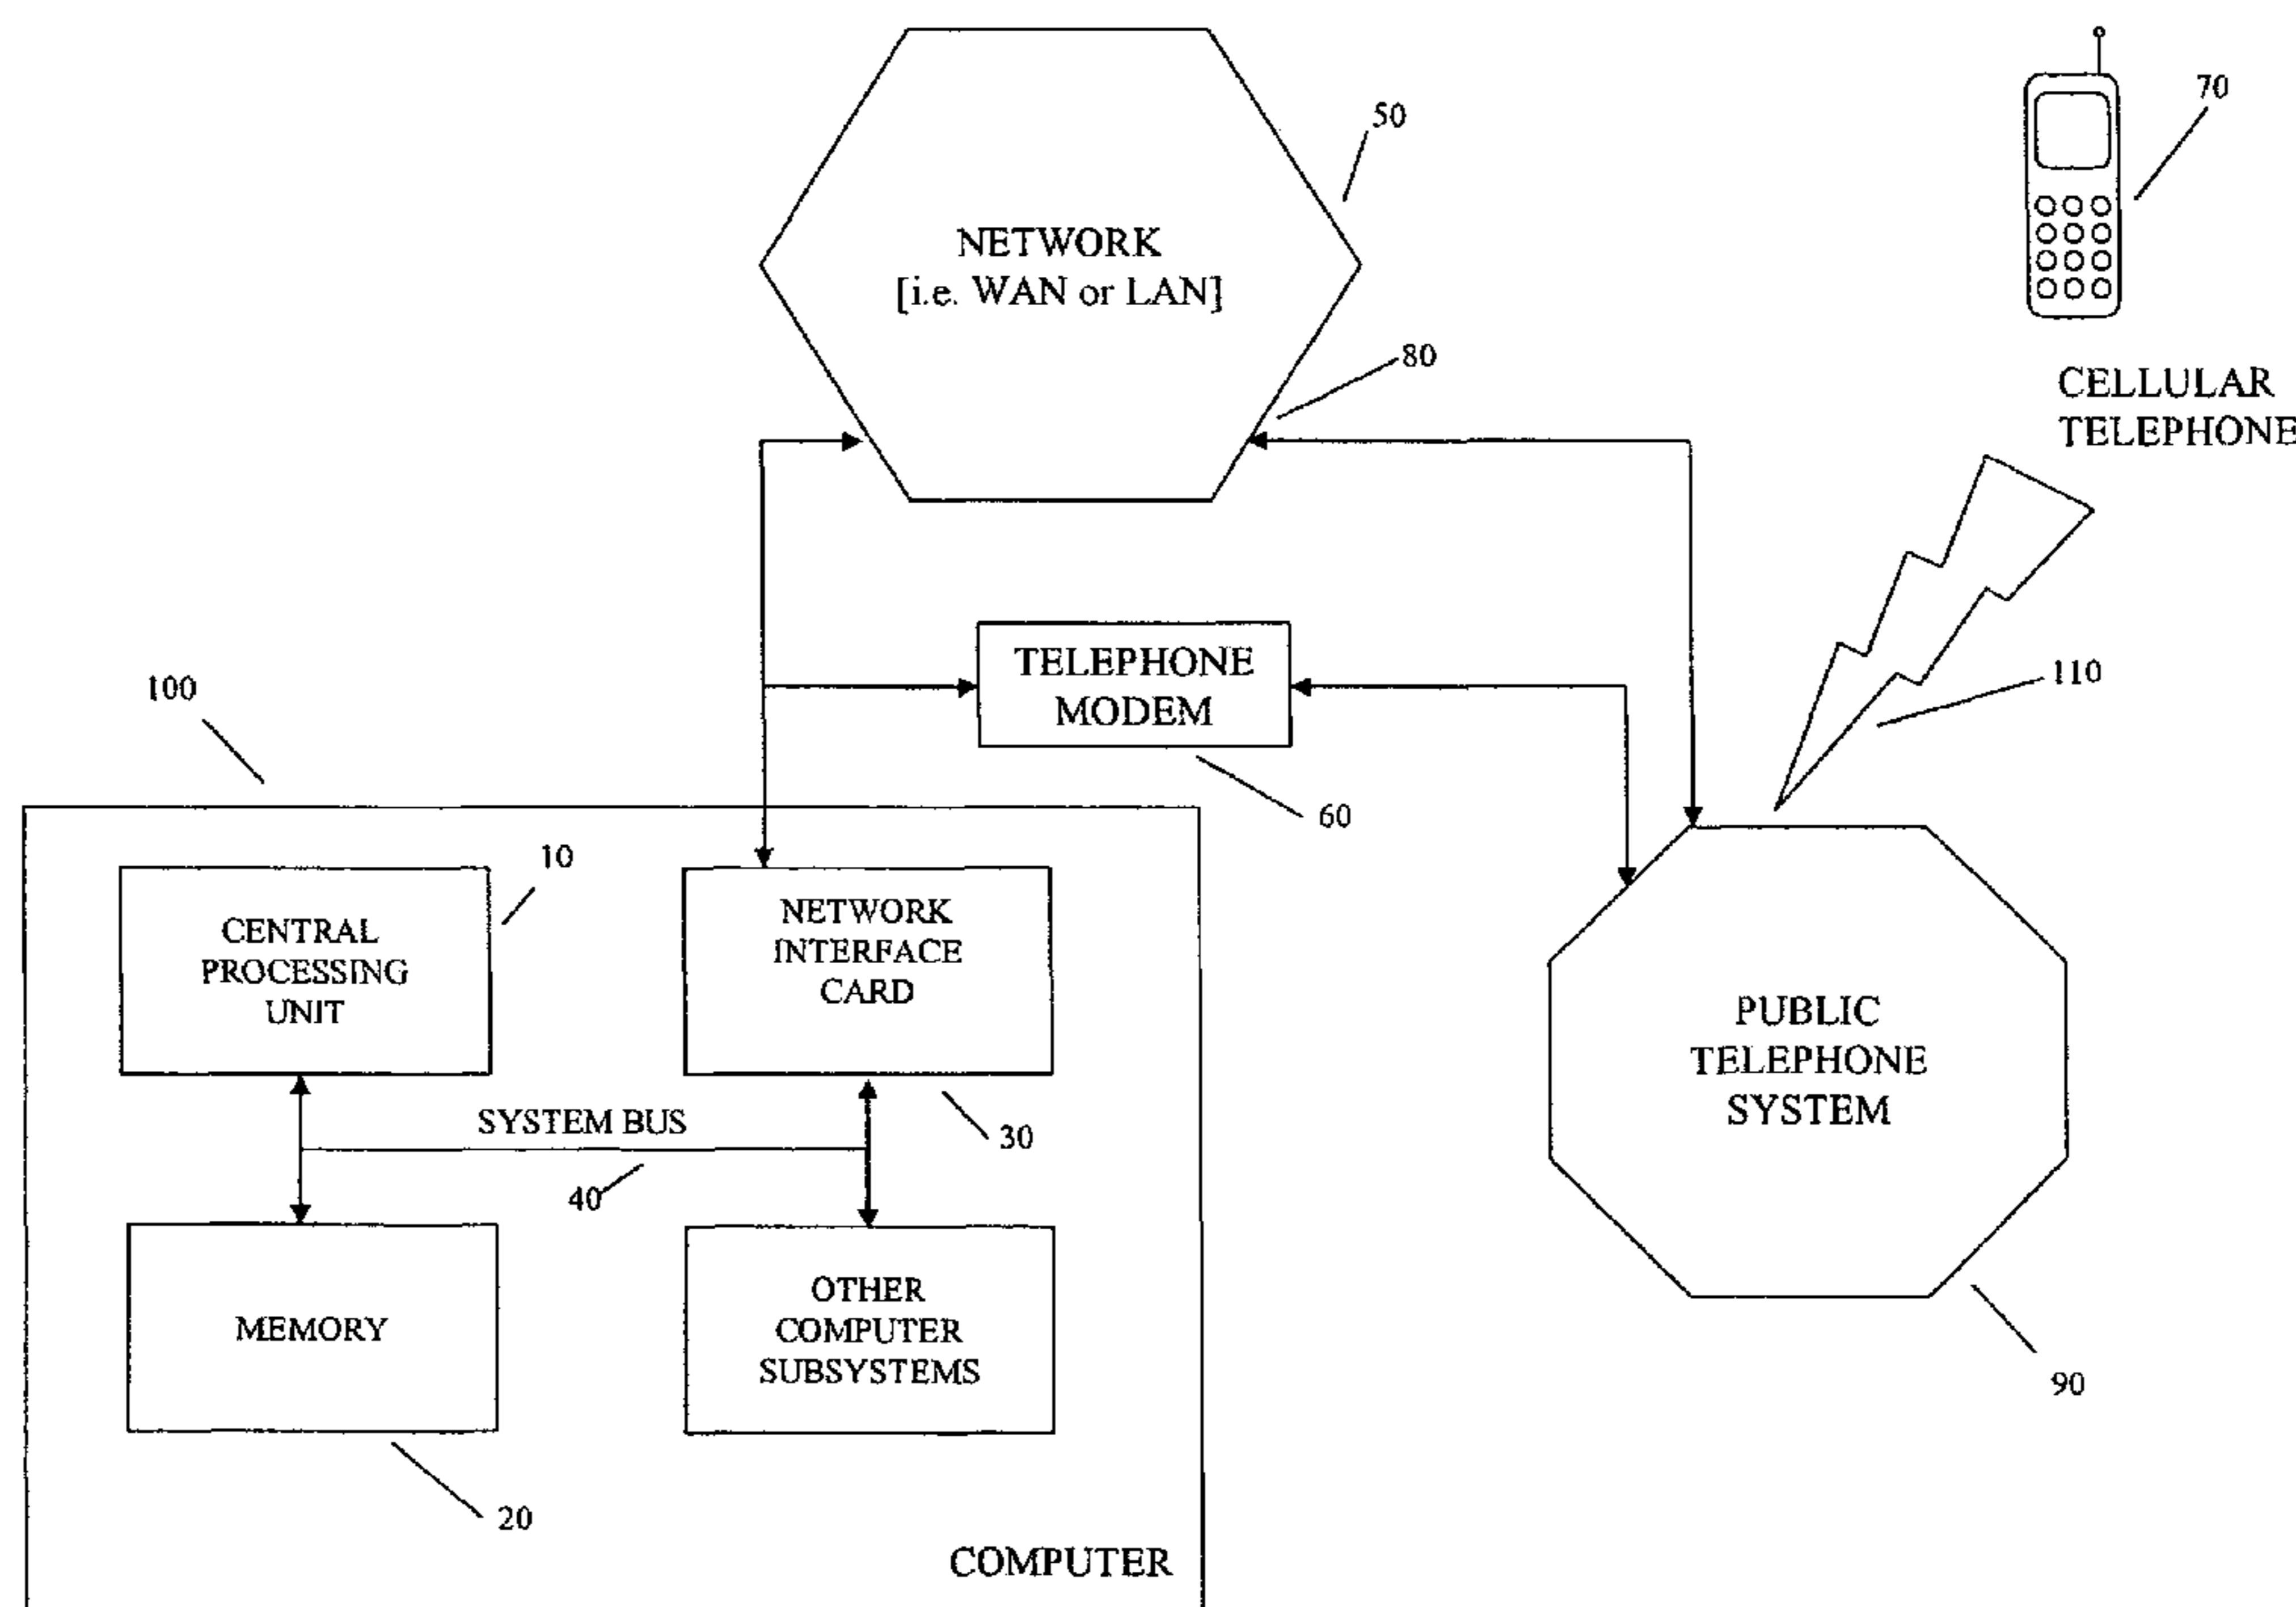 70
50
NETWORK
[i.e. WAN or LAN]
80
CELLULAR
TELEPHONE
TELEPHONE
MODEM
100
110
60
10
CENTRAL
PROCESSING
UNIT
NETWORK
INTERFACE
CARD
PUBLIC
TELEPHONE
SYSTEM
SYSTEM BUS
30
40
MEMORY
OTHER
COMPUTER
SUBSYSTEMS
90
20
COMPUTER